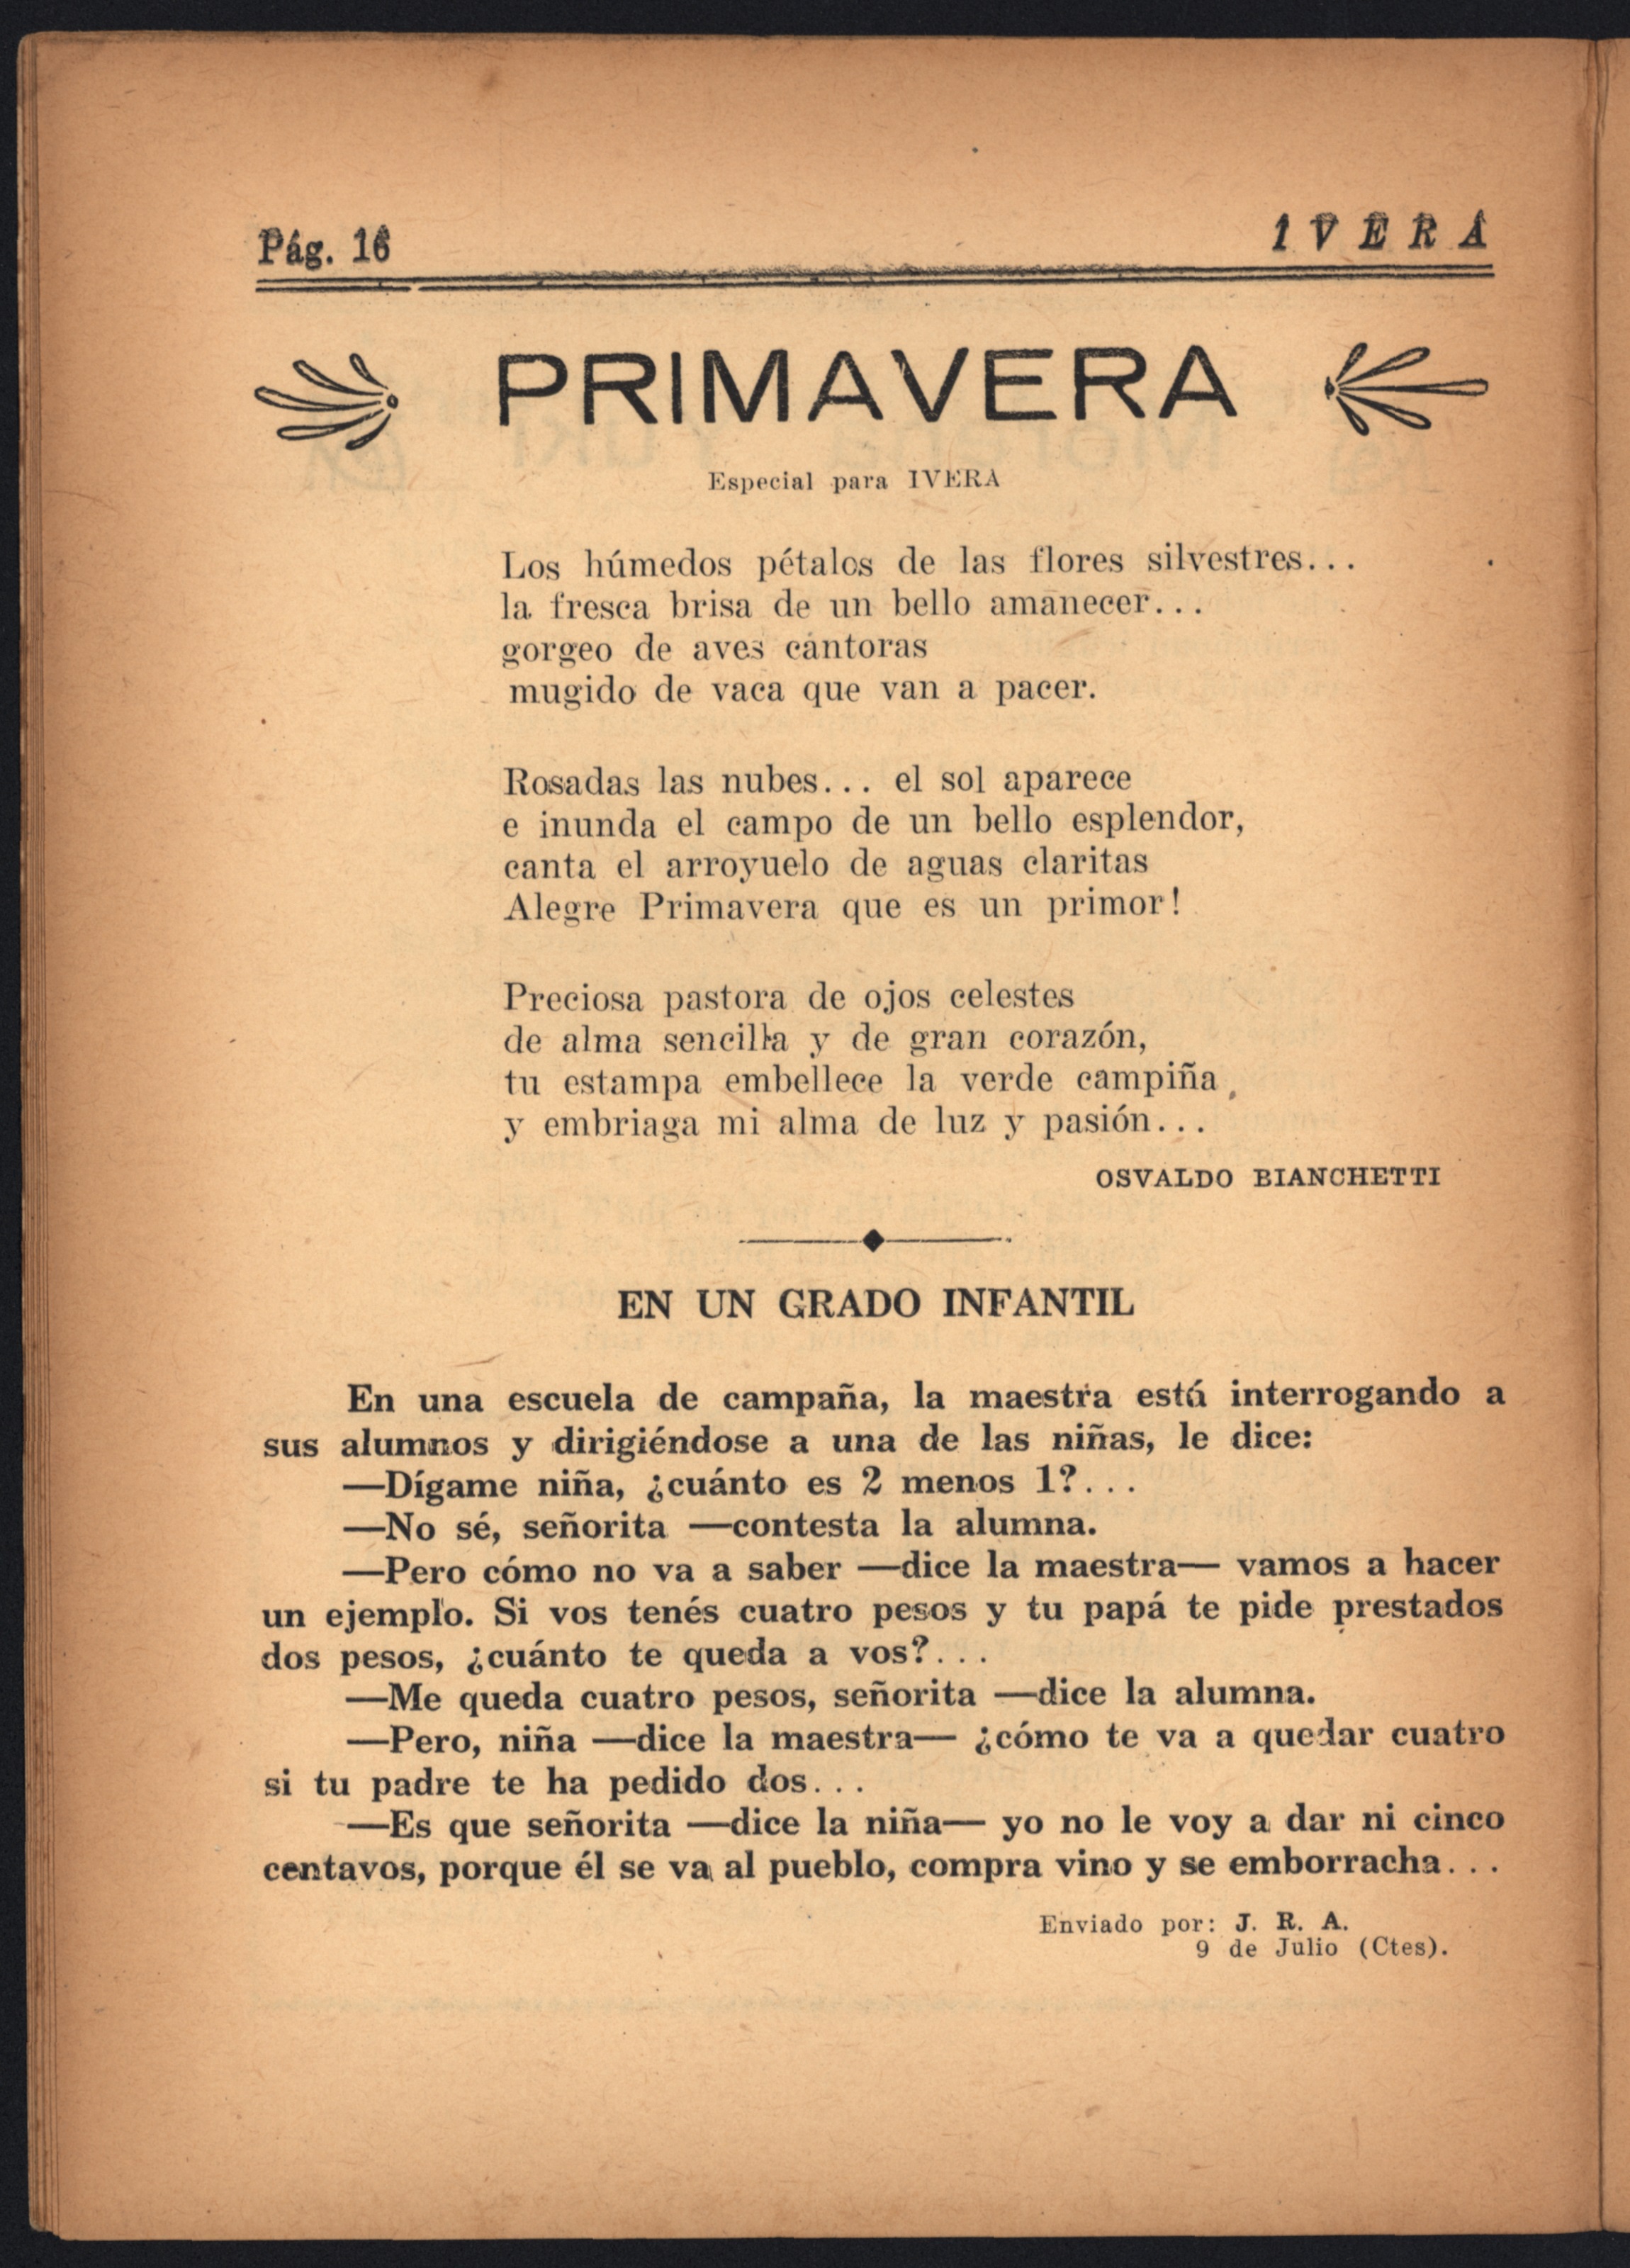 Pág. 16
1VERA
PRIMAVERA
Especial para IVERA
Los húmedos pétalos de las flores silvestres...
la fresca brisa de un bello amanecer...
gorgeo de aves cantoras
mugido de vaca que van a pacer.
Rosadas las nubes... el sol aparece
e inunda el campo de un bello esplendor,
canta el arroyuelo de aguas claritas
Alegre Primavera que es un primor!
Preciosa pastora de ojos celestes
de alma sencilla y de gran corazón,
tu estampa embellece la verde campiña,
y embriaga mi alma de luz y pasión...
OSVALDO BIANCHETTI
EN UN GRADO INFANTIL
En una escuela de campaña, la maestra está interrogando a
sus alumnos y dirigiéndose a una de las niñas, le dice:
—Dígame niña, ¿cuánto es 2 menos 1?...
—No sé, señorita —contesta la alumna.
—Pero cómo no va a saber —dice la maestra— vamos a hacer
un ejemplo. Si vos tenés cuatro pesos y tu papá te pide prestados
dos pesos, ¿cuánto te queda a vos?...
—Me queda cuatro pesos, señorita —dice la alumna.
—Pero, niña —dice la maestra— ¿cómo te va a quedar cuatro
si tu padre te ha pedido dos...
—Es que señorita —dice la niña— yo no le voy a dar ni cinco
centavos, porque él se va al pueblo, compra vino y se emborracha...
Enviado por: J. R. A.
9 de Julio (Ctes).